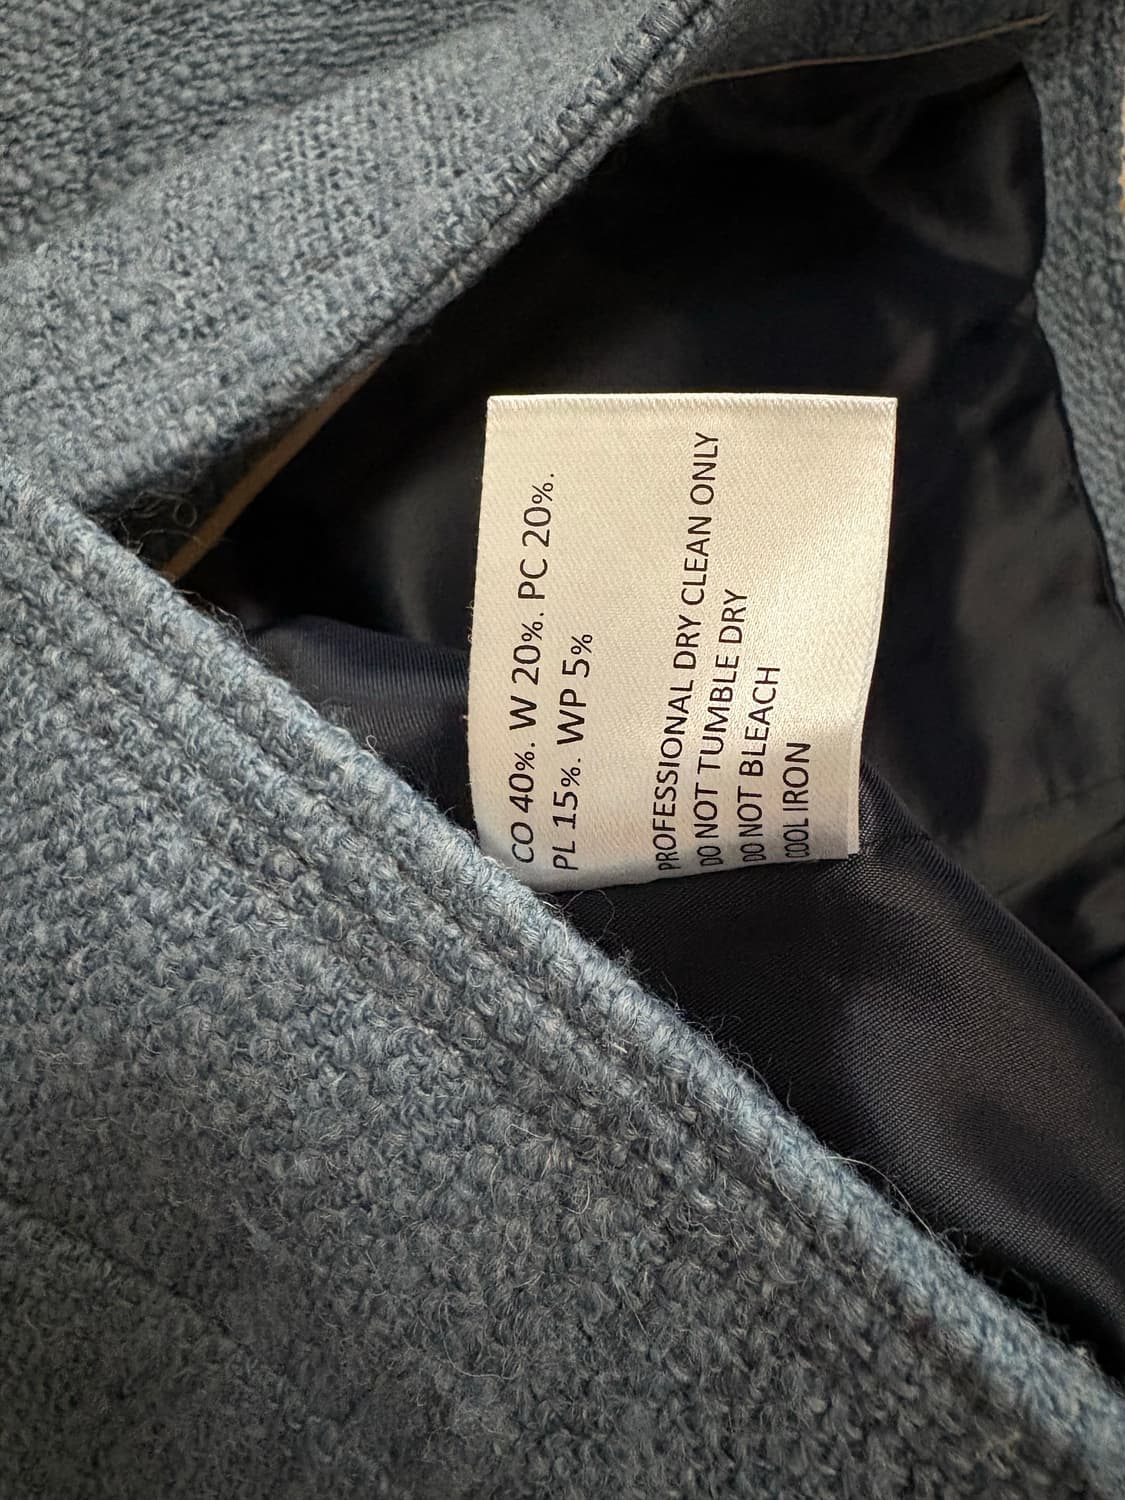 CO 40%. W 20%. PC 20%.
PL 15%. WP 5%
PROFESSIONAL DRY CLEAN ONLY
DO NOT TUMBLE DRY
DO NOT BLEACH
COOL IRON